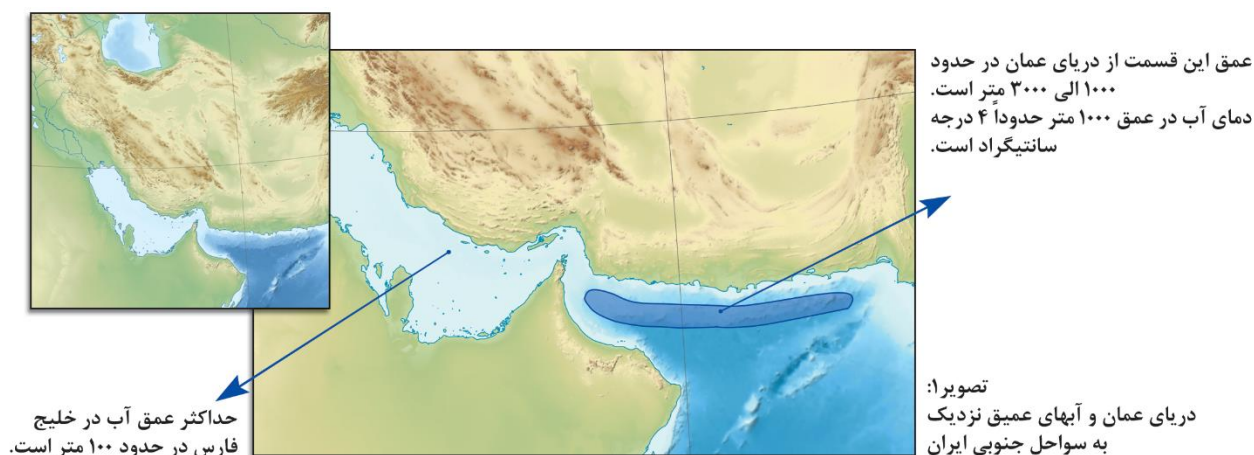 عمق این قسمت از دریای عمان در حدود
۱۰۰۰ الی ۳۰۰۰ متر است.
دمای آب در عمق ۱۰۰۰ متر حدوداً ۴ درجه
سانتیگراد است.
تصویر۱:
دریای عمان و آبهای عمیق نزدیک
به سواحل جنوبی ایران
حداکثر عمق آب در خلیج
فارس در حدود ۱۰۰ متر است.